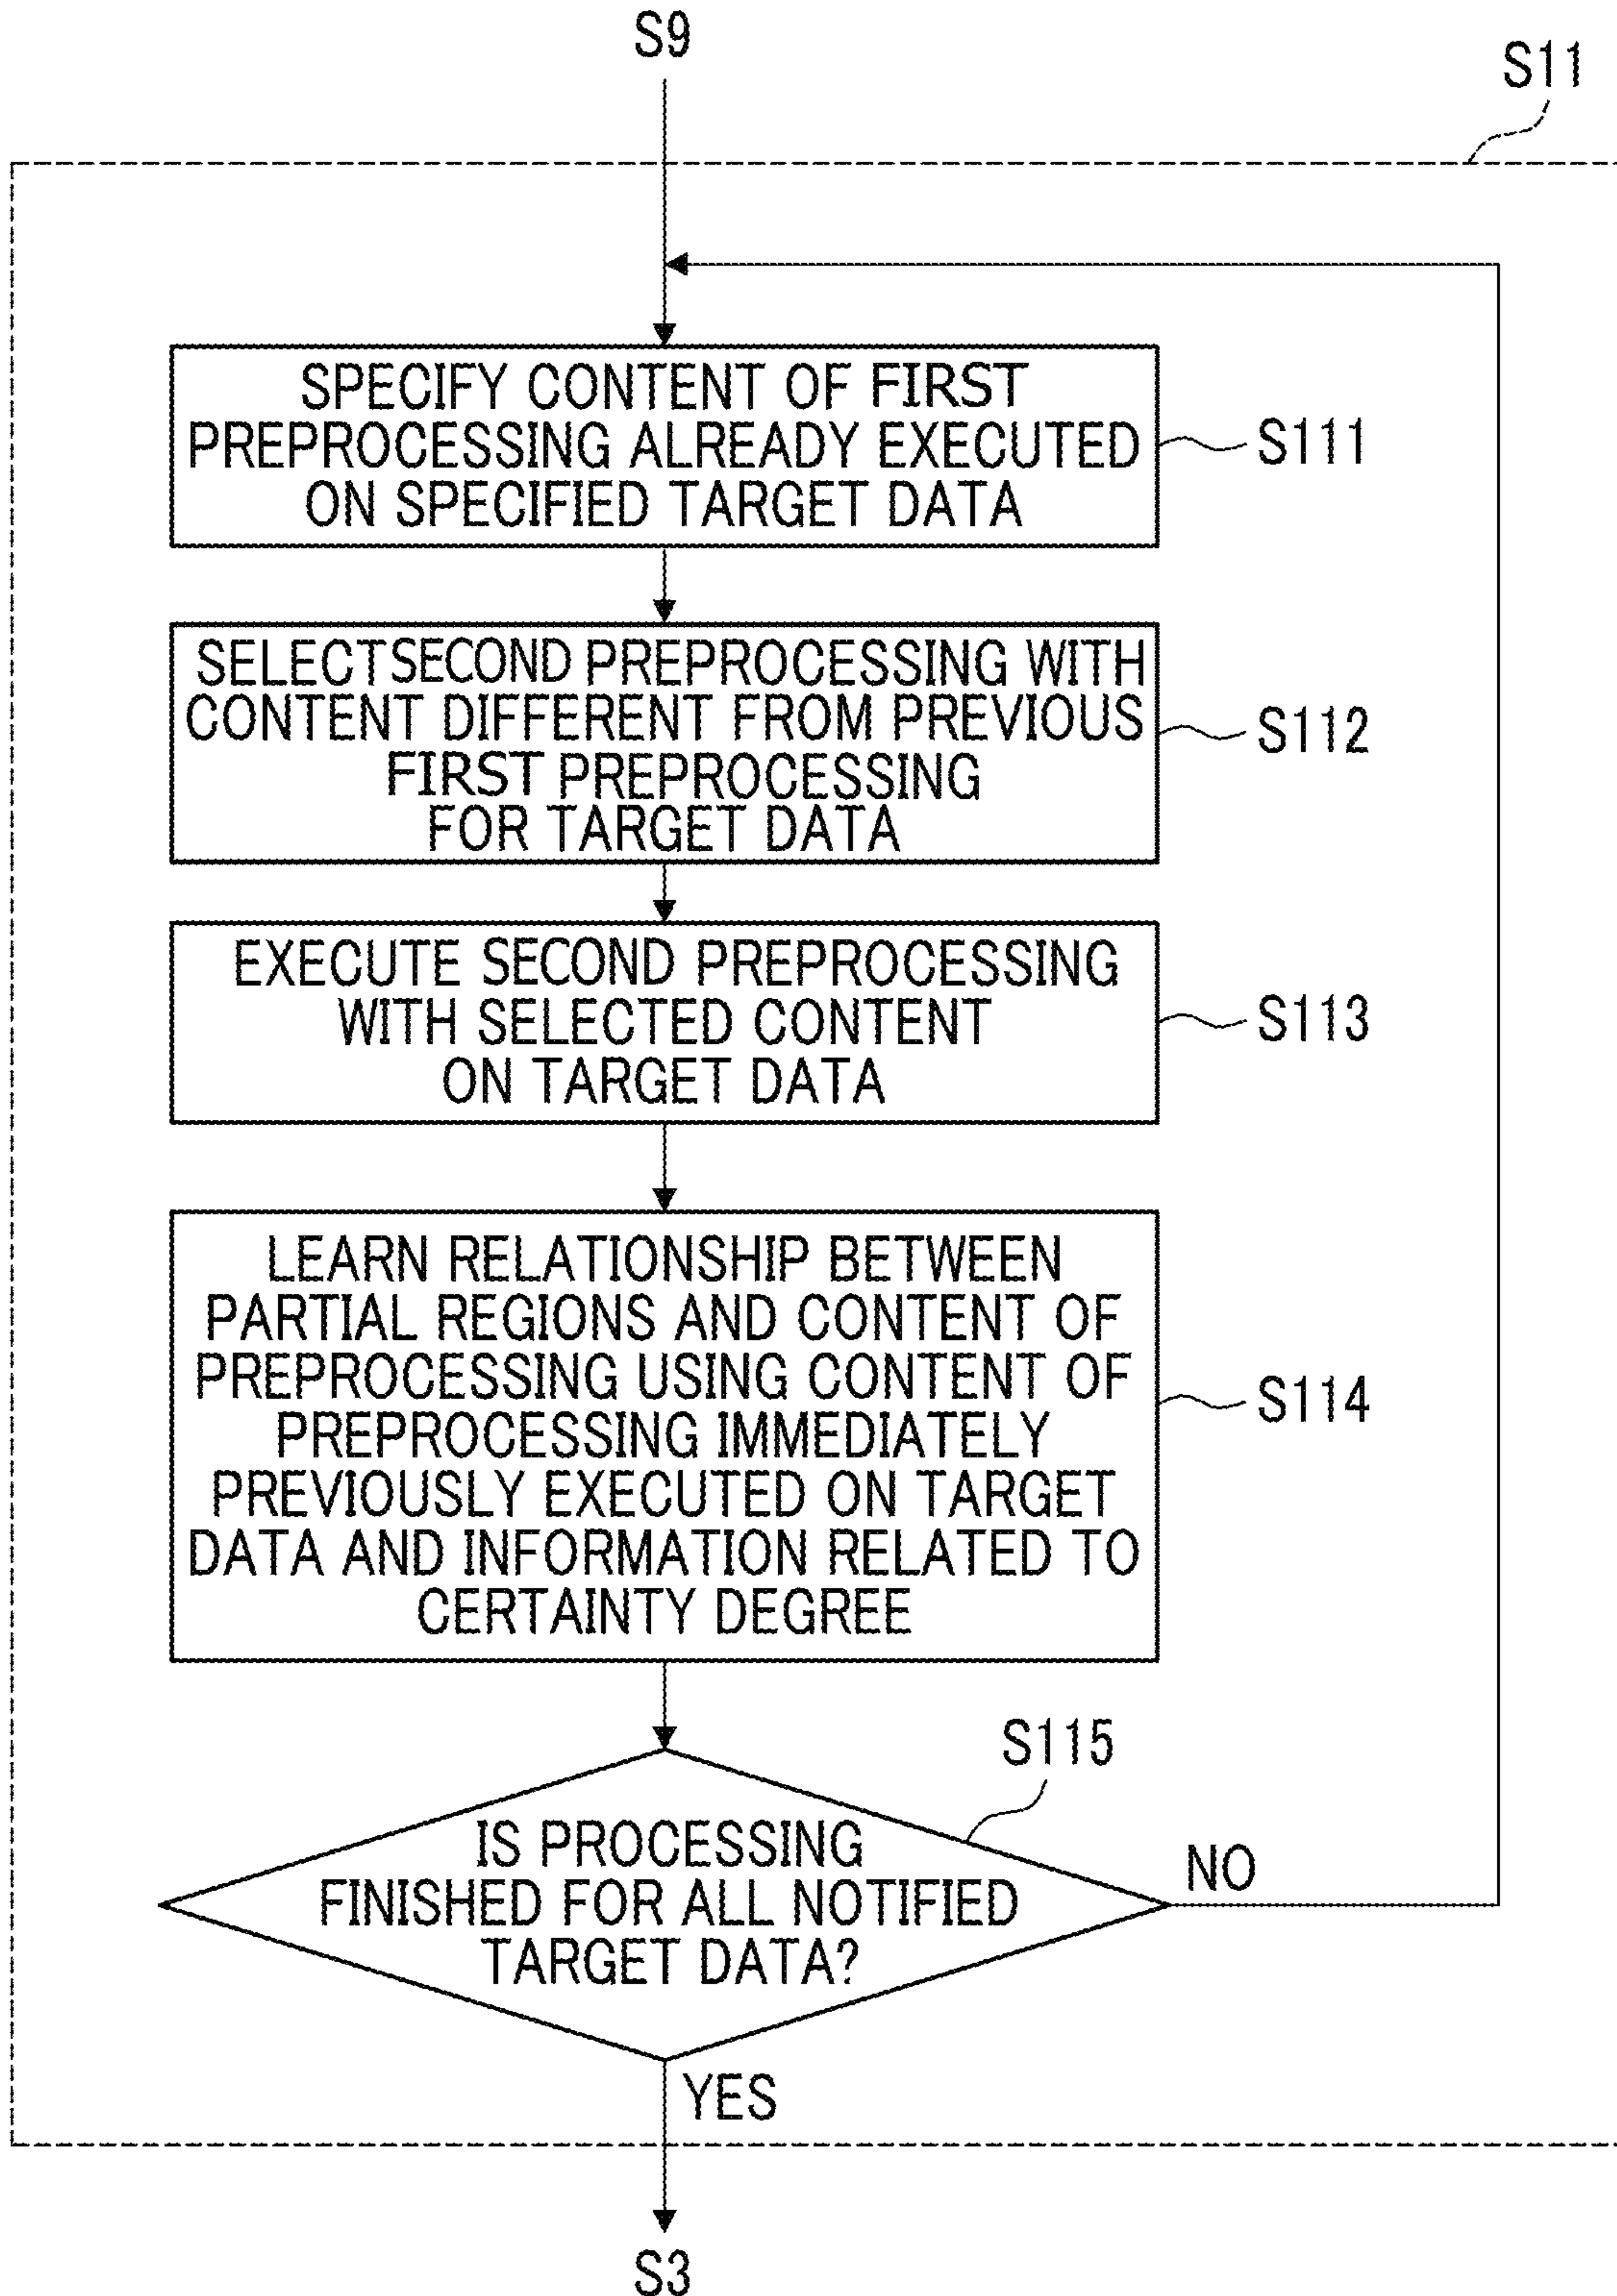 S9
S11
SPECIFY CONTENT OF FIRST
PREPROCESSING ALREADY EXECUTED
ON SPECIFIED TARGET DATA
S111
SELECT SECOND PREPROCESSING WITH
CONTENT DIFFERENT FROM PREVIOUS
FIRST PREPROCESSING
FOR TARGET DATA
S112
EXECUTE SECOND PREPROCESSING
WITH SELECTED CONTENT
ON TARGET DATA
S113
LEARN RELATIONSHIP BETWEEN
PARTIAL REGIONS AND CONTENT OF
PREPROCESSING USING CONTENT OF
PREPROCESSING IMMEDIATELY
PREVIOUSLY EXECUTED ON TARGET
DATA AND INFORMATION RELATED TO
CERTAINTY DEGREE
S114
S115
IS PROCESSING
FINISHED FOR ALL NOTIFIED
TARGET DATA?
NO
YES
S3